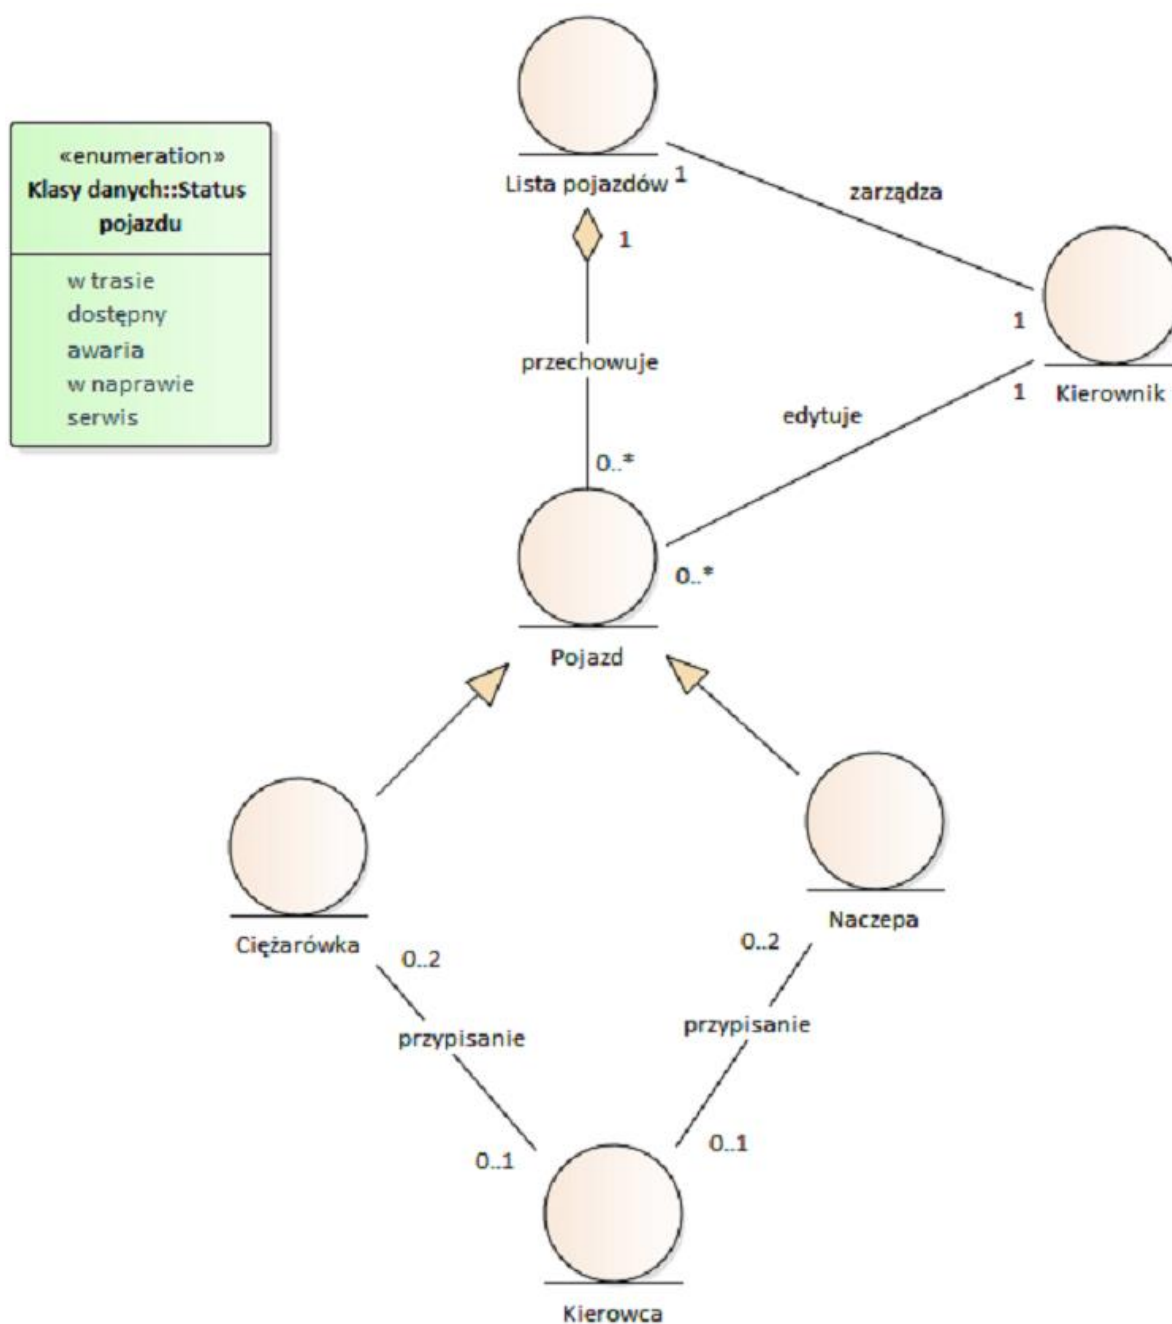 «enumeration»
Klasy danych::Status
pojazdu
w trasie
dostępny
awaria
w naprawie
serwis
Lista pojazdów
1
zarządza
1
1
Kierownik
przechowuje
edytuje
1
0..*
0..*
Pojazd
Ciężarówka
Naczepa
0..2
0..2
przypisanie
przypisanie
0..1
0..1
Kierowca